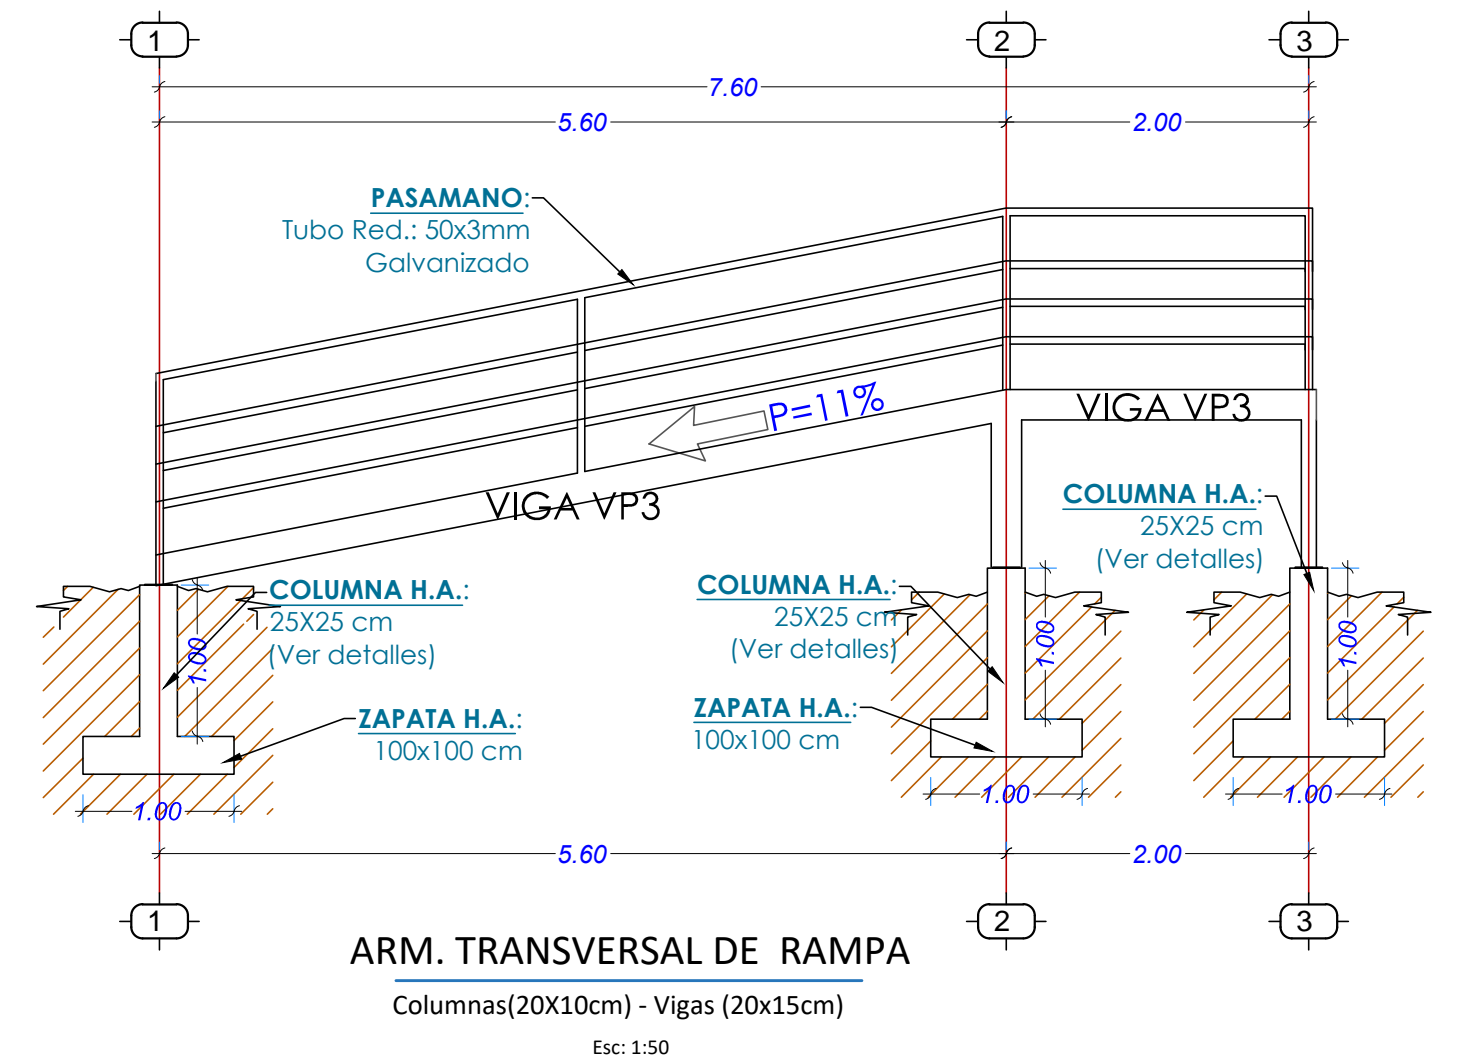 1
2
3
7.60
5.60
2.00
PASAMANO:
Tubo Red.: 50x3mm
Galvanizado
P=11%
VIGA VP3
VIGA VP3
COLUMNA H.A.:
25X25 cm
(Ver detalles)
COLUMNA H.A.:
25X25 cm
(Ver detalles)
COLUMNA H.A.:
25X25 cm
(Ver detalles)
1.00
1.00
1.00
ZAPATA H.A.:
100x100 cm
ZAPATA H.A.:
100x100 cm
1.00
1.00
1.00
5.60
2.00
1
2
3
ARM. TRANSVERSAL DE RAMPA
Columnas(20X10cm) - Vigas (20x15cm)
Esc: 1:50